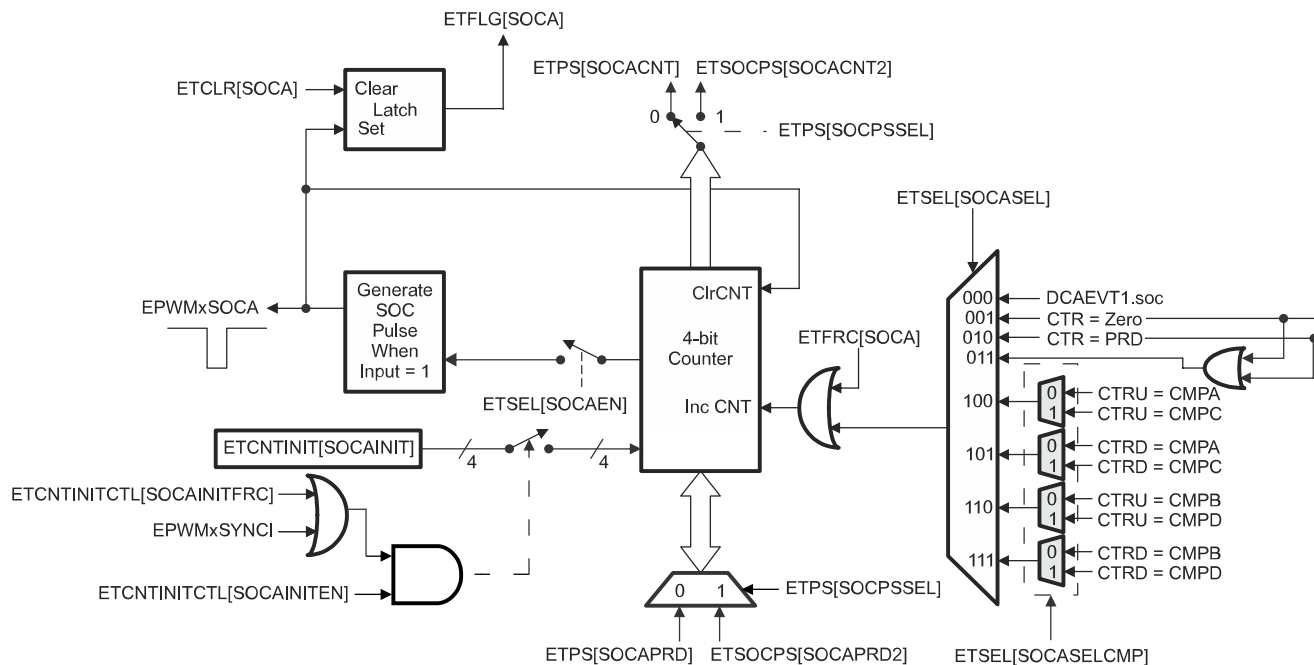 ETFLG[SOCA]
ETPS[SOCACNT] ETSOCPS[SOCACNT2]
ETCLR[SOCA]
Clear
Latch
Set
0 1
ETPS[SOCPSSEL]
ETSEL[SOCASEL]
EPWMxSOCA
Generate
SOC
Pulse
When
Input = 1
ClrCNT
4-bit
Counter
Inc CNT
ETSEL[SOCAEN]
ETFRC[SOCA]
000 DCAEVT1.soc
001 CTR = Zero
010 CTR = PRD
011
100
0 CTRU = CMPA
1 CTRU = CMPC
101
0 CTRD = CMPA
1 CTRD = CMPC
110
0 CTRU = CMPB
1 CTRU = CMPD
111
0 CTRD = CMPB
1 CTRD = CMPD
ETCNTINIT[SOCAINIT]
4 4
ETCNTINITCTL[SOCAINITFRC]
EPWMxSYNCI
ETCNTINITCTL[SOCAINITEN]
0 1
ETPS[SOCPSSEL]
ETPS[SOCAPRD] ETSOCPS[SOCAPRD2]
ETSEL[SOCASELCMP]